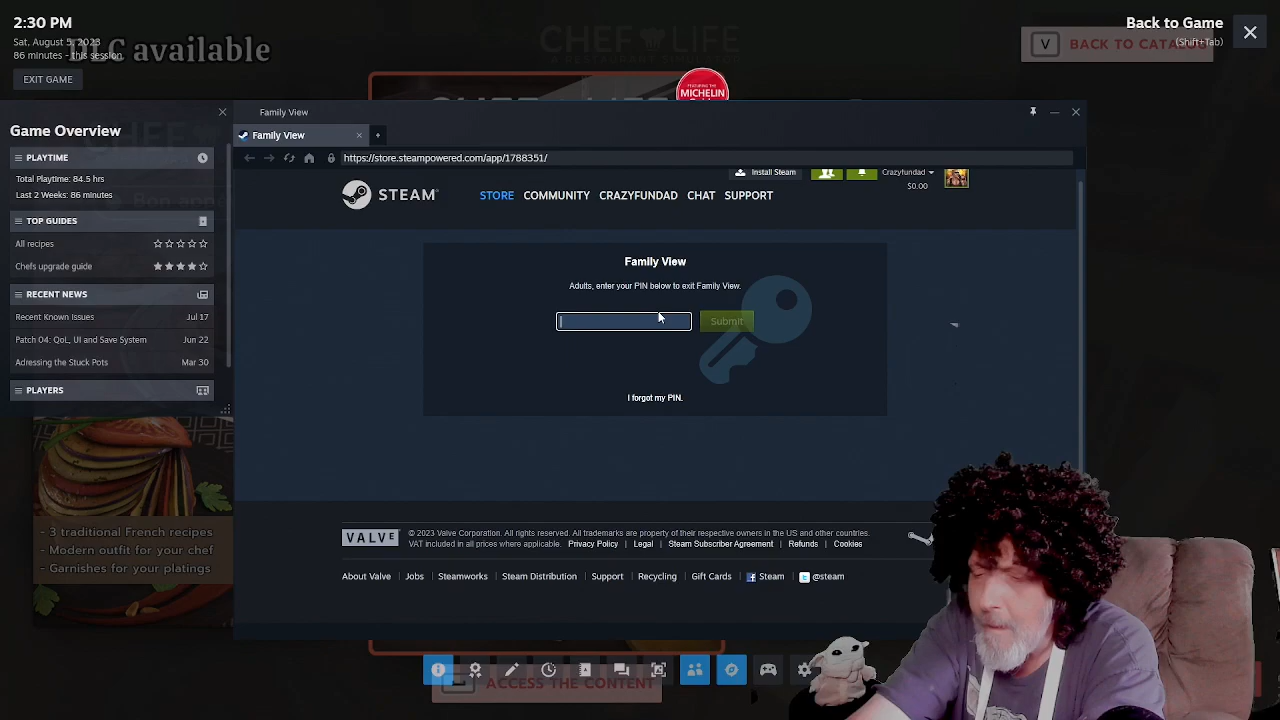 2:30 PM
Sat, August 5, 2023
86 minutes - this session
EXIT GAME
DLC available
CHEF LIFE
A RESTAURANT SIMULATOR
Back to Game
(Shift+Tab)
V BACK TO CATALOG
MICHELIN
Game Overview
PLAYTIME
Total Playtime: 84.5 hrs
Last 2 Weeks: 86 minutes
TOP GUIDES
All recipes
Chefs upgrade guide
RECENT NEWS
Recent Known Issues Jul 17
Patch 04: QoL, UI and Save System Jun 22
Adressing the Stuck Pots Mar 30
PLAYERS
Family View
Family View
https://store.steampowered.com/app/1788351/
Install Steam
Crazyfundad
$0.00
STEAM®
STORE COMMUNITY CRAZYFUNDAD CHAT SUPPORT
Family View
Adults, enter your PIN below to exit Family View.
Submit
I forgot my PIN.
VALVE
© 2023 Valve Corporation. All rights reserved. All trademarks are property of their respective owners in the US and other countries.
VAT included in all prices where applicable. Privacy Policy | Legal | Steam Subscriber Agreement | Refunds | Cookies
About Valve | Jobs | Steamworks | Steam Distribution | Support | Recycling | Gift Cards | Steam | @steam
- 3 traditional French recipes
- Modern outfit for your chef
- Garnishes for your platings
ACCESS THE CONTENT